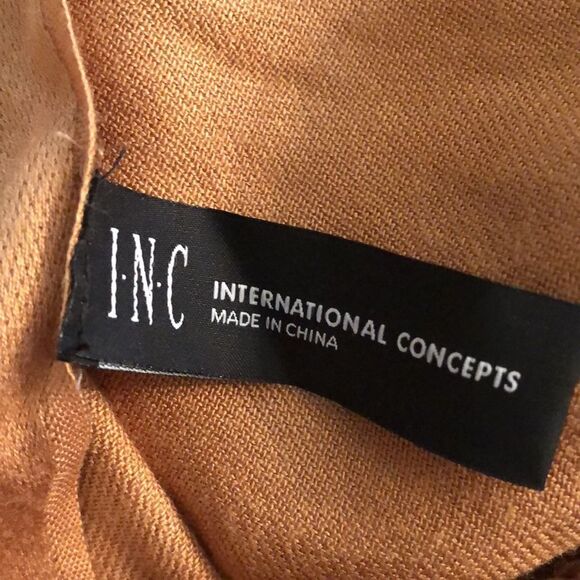 I·N·C
INTERNATIONAL CONCEPTS
MADE IN CHINA